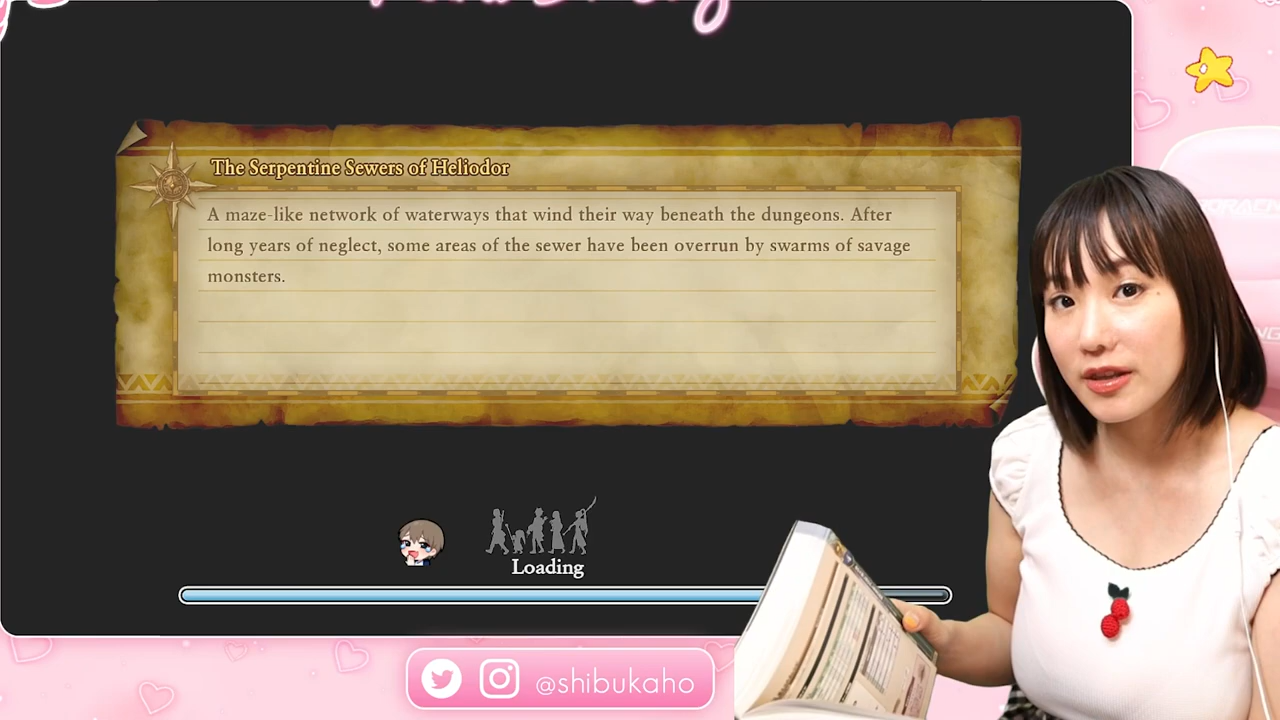 The Serpentine Sewers of Heliodor
A maze-like network of waterways that wind their way beneath the dungeons. After
long years of neglect, some areas of the sewer have been overrun by swarms of savage
monsters.
Loading
@shibukaho